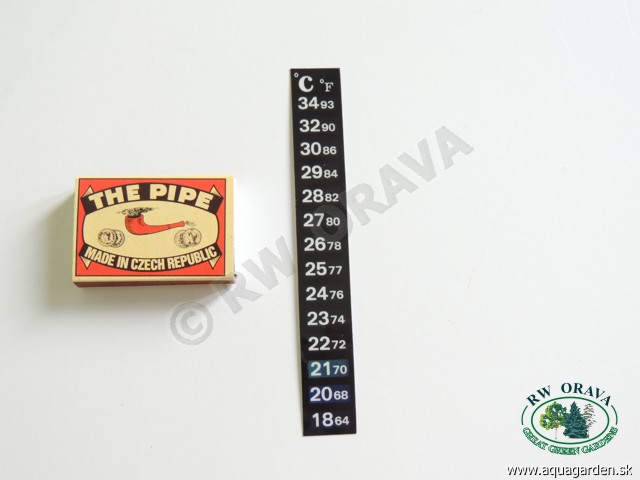 THE PIPE
MADE IN CZECH REPUBLIC
°C °F
34 93
32 90
30 86
29 84
28 82
27 80
26 78
25 77
24 76
23 74
22 72
21 70
20 68
18 64
© RW ORAVA
RW ORAVA
GREAT GREEN GARDENS
www.aquagarden.sk